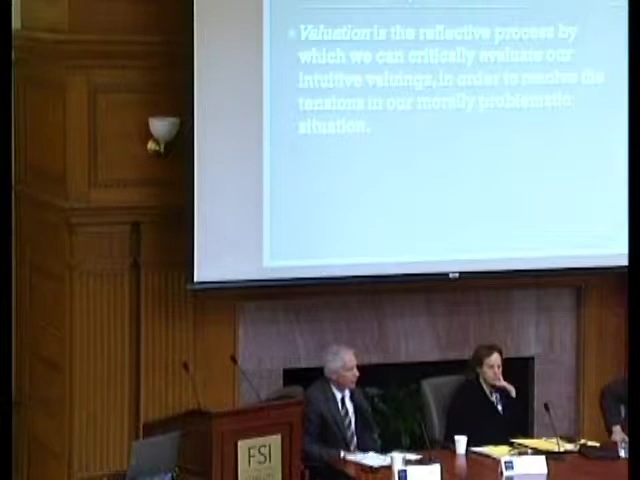 Valuation is the reflective process by
which we can critically evaluate our
intuitive valuings, in order to resolve the
tensions in our morally problematic
situation.
FSI